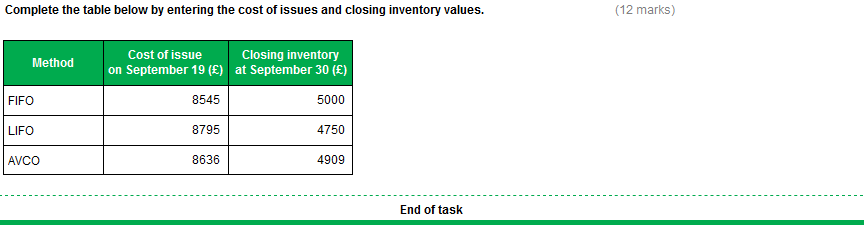 Complete the table below by entering the cost of issues and closing inventory values. (12 marks)
Method Cost of issue on September 19 (£) Closing inventory at September 30 (£)
FIFO 8545 5000
LIFO 8795 4750
AVCO 8636 4909
End of task